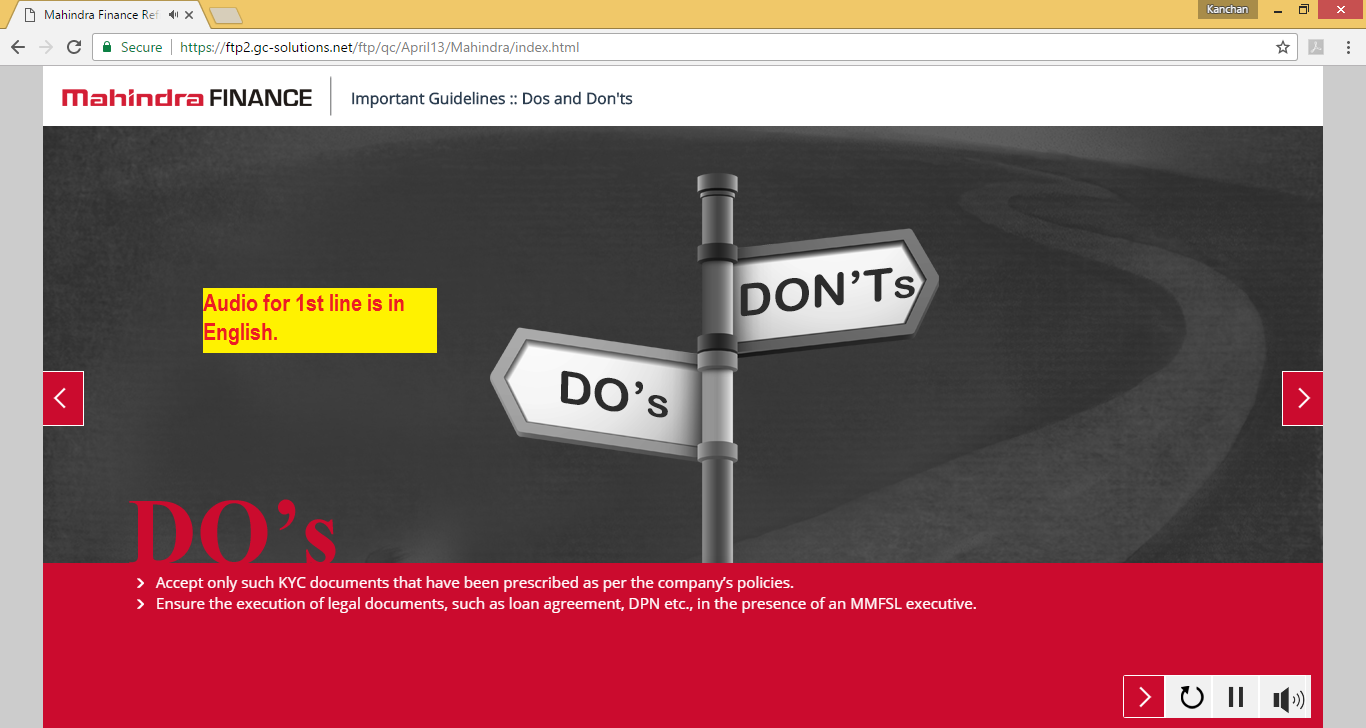 Mahindra Finance Ref
Kanchan
Secure
https://ftp2.gc-solutions.net/ftp/qc/April13/Mahindra/index.html
Mahindra FINANCE
Important Guidelines :: Dos and Don'ts
DON’Ts
Audio for 1st line is in
English.
DO’s
DO’s
Accept only such KYC documents that have been prescribed as per the company’s policies.
Ensure the execution of legal documents, such as loan agreement, DPN etc., in the presence of an MMFSL executive.